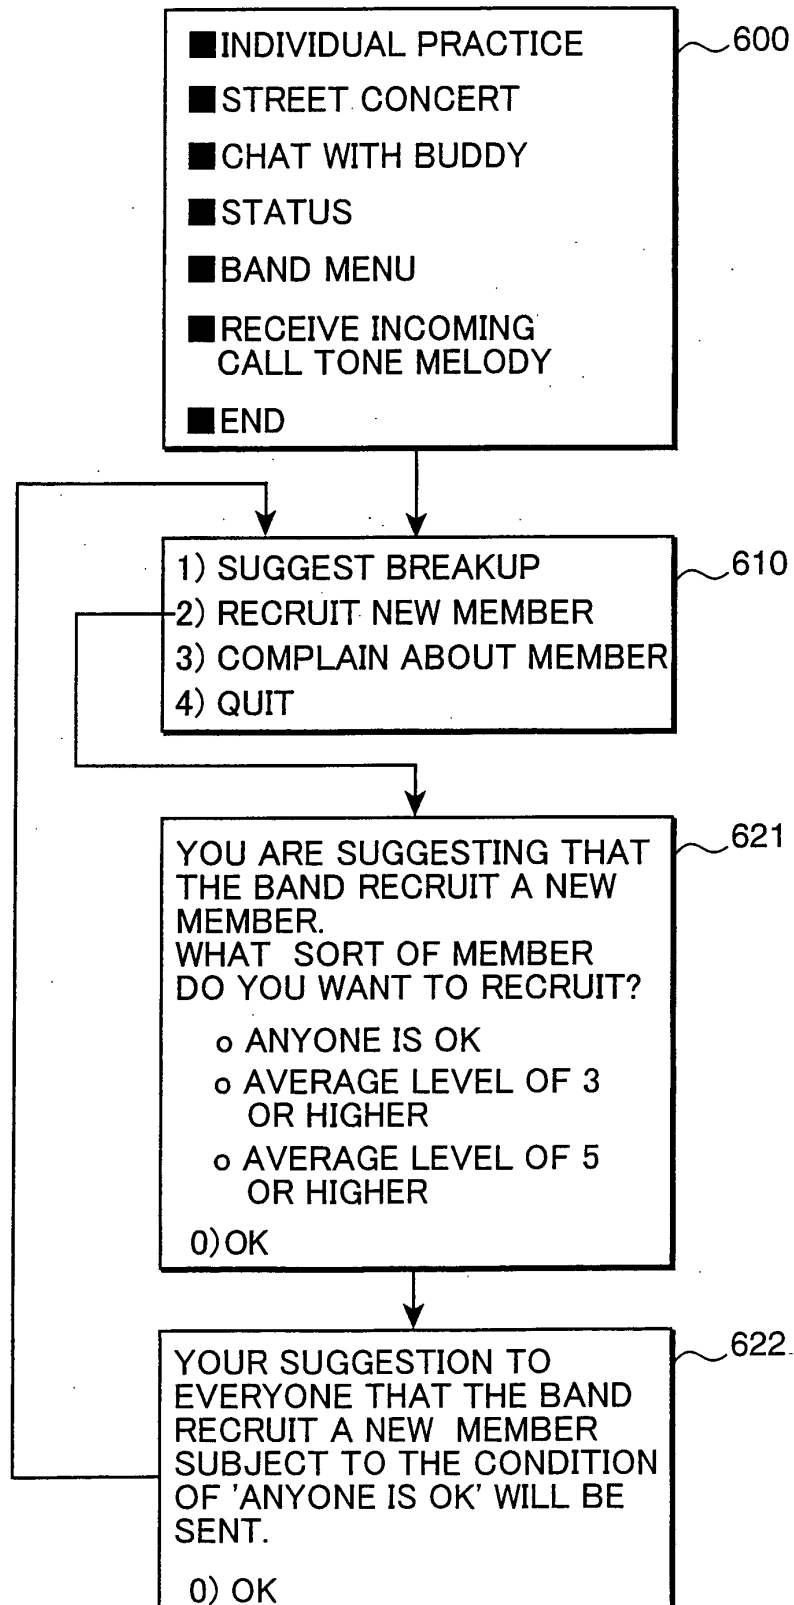 ■INDIVIDUAL PRACTICE
600
■STREET CONCERT
■CHAT WITH BUDDY
■STATUS
■BAND MENU
■RECEIVE INCOMING
CALL TONE MELODY
■END
1) SUGGEST BREAKUP
610
2) RECRUIT NEW MEMBER
3) COMPLAIN ABOUT MEMBER
4) QUIT
YOU ARE SUGGESTING THAT
621
THE BAND RECRUIT A NEW
MEMBER.
WHAT SORT OF MEMBER
DO YOU WANT TO RECRUIT?
o ANYONE IS OK
o AVERAGE LEVEL OF 3
OR HIGHER
o AVERAGE LEVEL OF 5
OR HIGHER
0)OK
YOUR SUGGESTION TO
622
EVERYONE THAT THE BAND
RECRUIT A NEW MEMBER
SUBJECT TO THE CONDITION
OF 'ANYONE IS OK' WILL BE
SENT.
0) OK